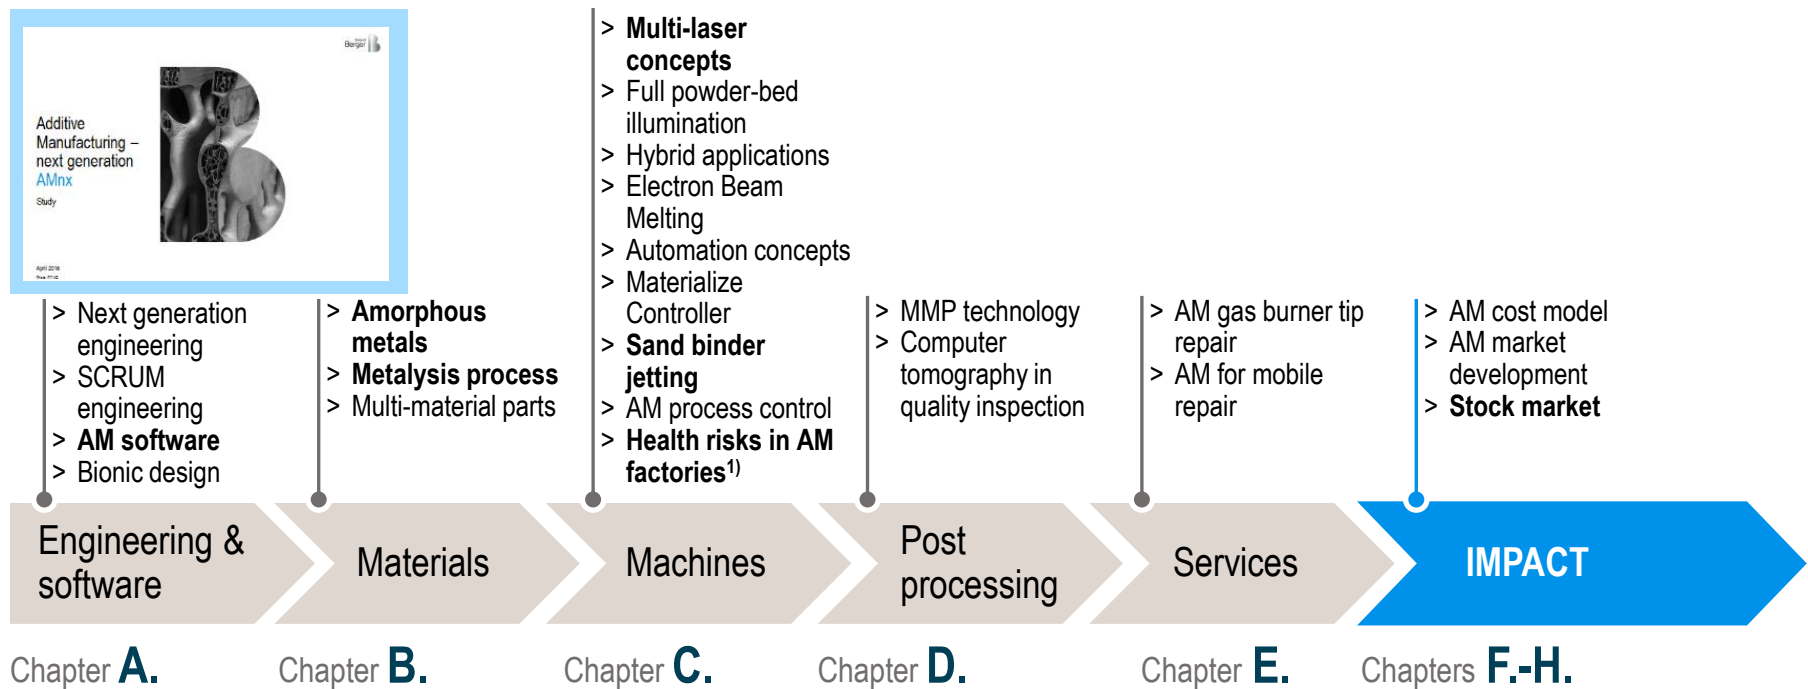 Berger
Additive
Manufacturing –
next generation
AMnx
Study
April 2016
> Next generation
engineering
> SCRUM
engineering
> AM software
> Bionic design
> Amorphous
metals
> Metalysis process
> Multi-material parts
> Multi-laser
concepts
> Full powder-bed
illumination
> Hybrid applications
> Electron Beam
Melting
> Automation concepts
> Materialize
Controller
> Sand binder
jetting
> AM process control
> Health risks in AM
factories1)
> MMP technology
> Computer
tomography in
quality inspection
> AM gas burner tip
repair
> AM for mobile
repair
> AM cost model
> AM market
development
> Stock market
Engineering &
software
Materials
Machines
Post
processing
Services
IMPACT
Chapter A.
Chapter B.
Chapter C.
Chapter D.
Chapter E.
Chapters F.-H.